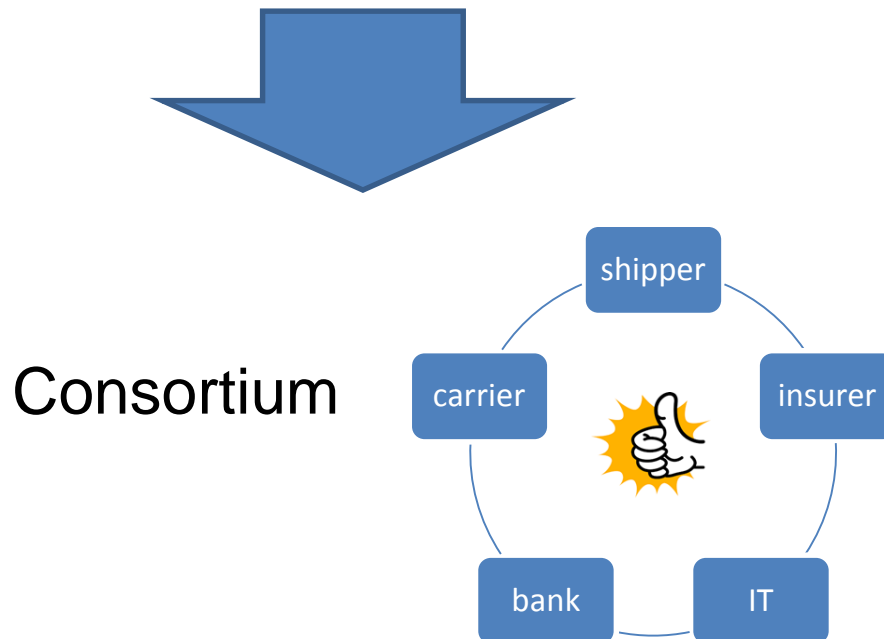 shipper
Consortium
carrier
insurer
bank
IT